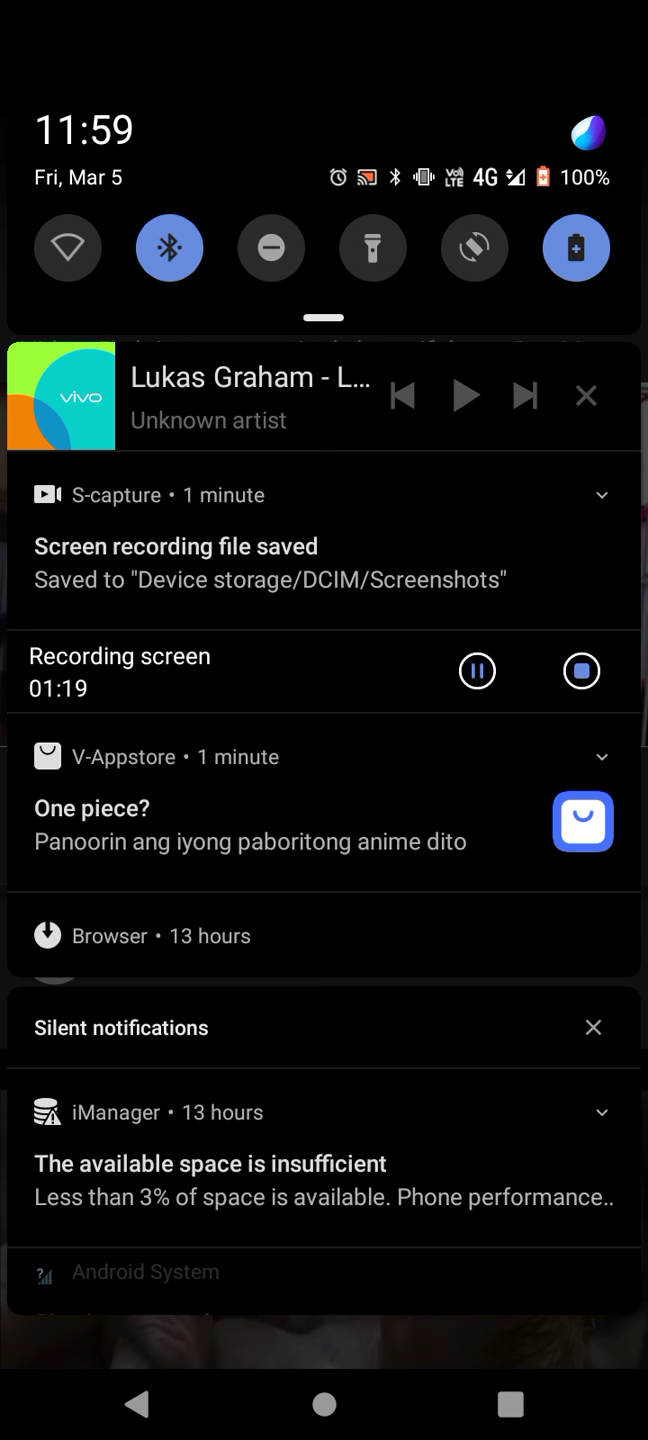 11:59
Fri, Mar 5
VoI) LTE 4G 100%
vivo
Lukas Graham - L...
Unknown artist
S-capture • 1 minute
Screen recording file saved
Saved to "Device storage/DCIM/Screenshots"
Recording screen
01:19
V-Appstore • 1 minute
One piece?
Panoorin ang iyong paboritong anime dito
Browser • 13 hours
Silent notifications
iManager • 13 hours
The available space is insufficient
Less than 3% of space is available. Phone performance..
? Android System